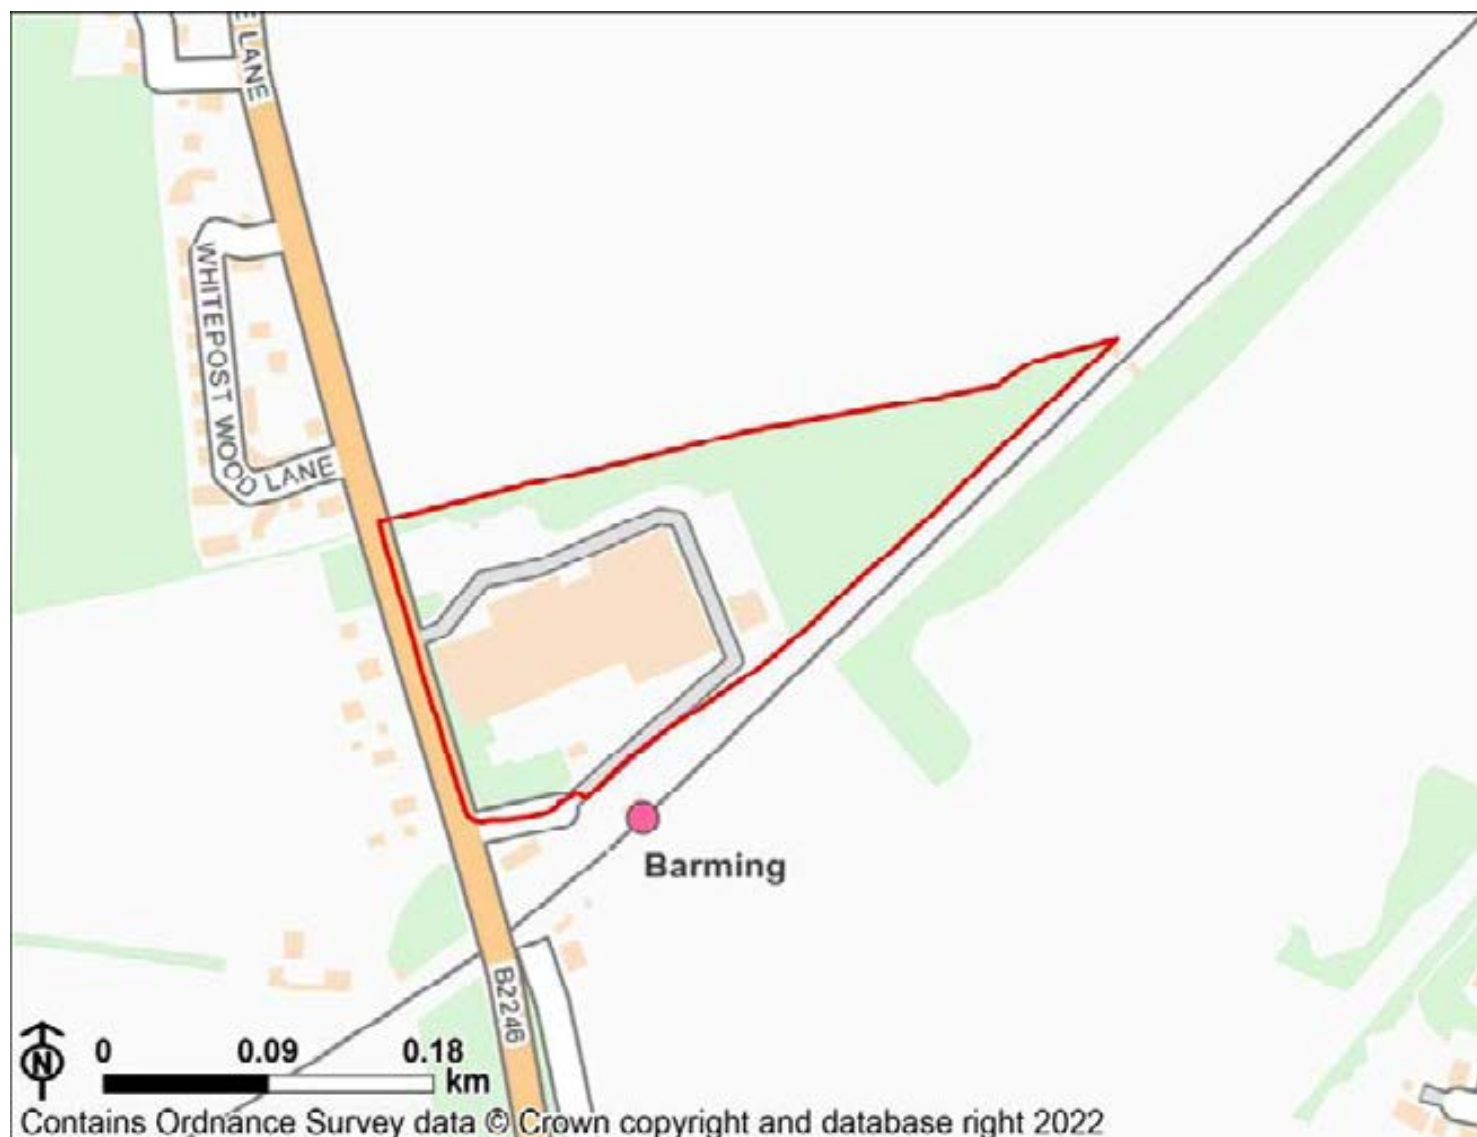 E LANE
WHITEPOST WOOD LANE
Barming
B2246
N
0 0.09 0.18
km
Contains Ordnance Survey data © Crown copyright and database right 2022